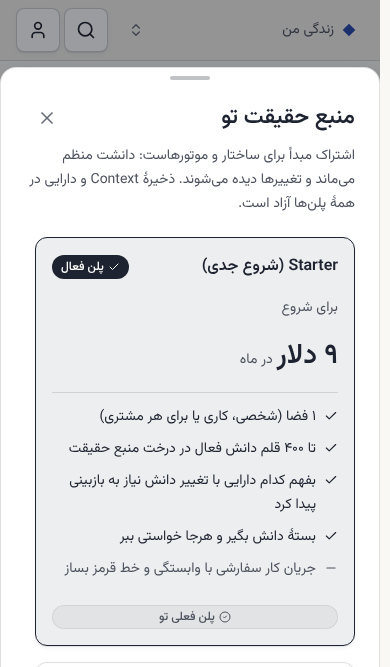 زندگی من
منبع حقیقت تو
اشتراک مبدأ برای ساختار و موتورهاست: دانشت منظم
می‌ماند و تغییرها دیده می‌شوند. ذخیرهٔ Context و دارایی در
همهٔ پلن‌ها آزاد است.
Starter (شروع جدی)
پلن فعال
برای شروع
۹ دلار در ماه
۱ فضا (شخصی، کاری یا برای هر مشتری)
تا ۴۰۰ قلم دانش فعال در درخت منبع حقیقت
بفهم کدام دارایی با تغییر دانش نیاز به بازبینی
پیدا کرد
بستهٔ دانش بگیر و هرجا خواستی ببر
جریان کار سفارشی با وابستگی و خط قرمز بساز
پلن فعلی تو